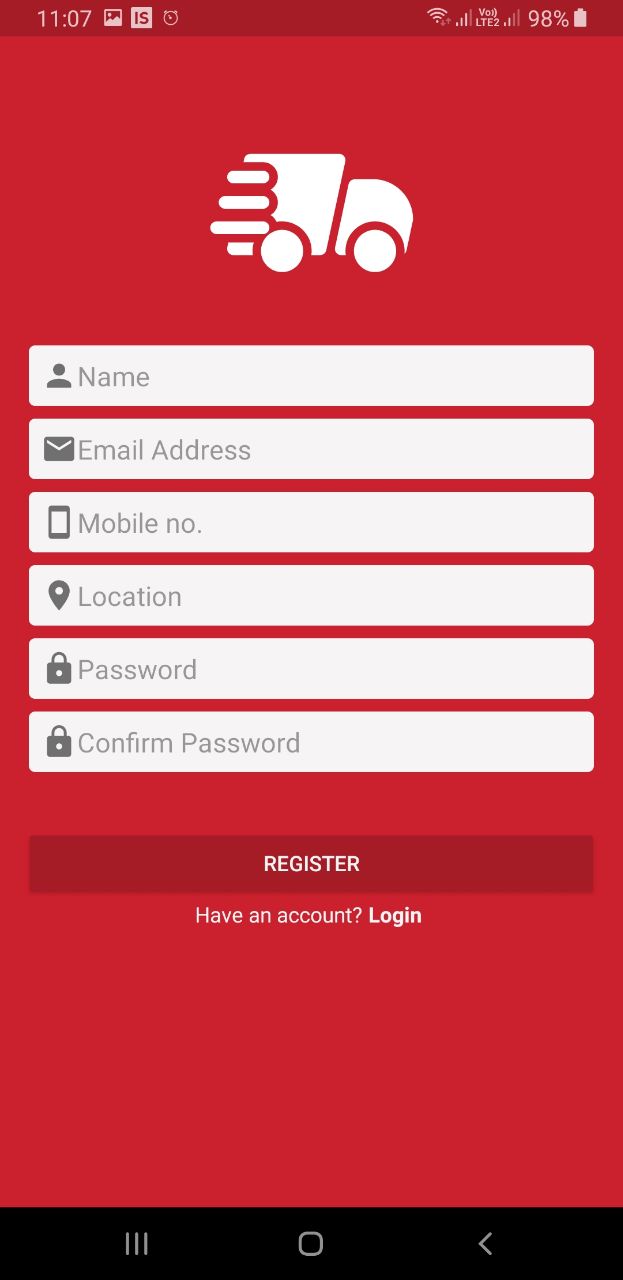 11:07 IS Vo)) LTE2 98%
Name
Email Address
Mobile no.
Location
Password
Confirm Password
REGISTER
Have an account? Login